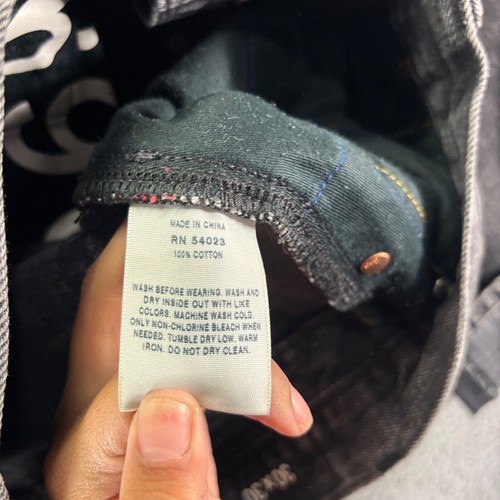 MADE IN CHINA
RN 54023
100% COTTON
WASH BEFORE WEARING. WASH AND
DRY INSIDE OUT WITH LIKE
COLORS. MACHINE WASH COLD.
ONLY NON-CHLORINE BLEACH WHEN
NEEDED. TUMBLE DRY LOW. WARM
IRON. DO NOT DRY CLEAN.
30x30